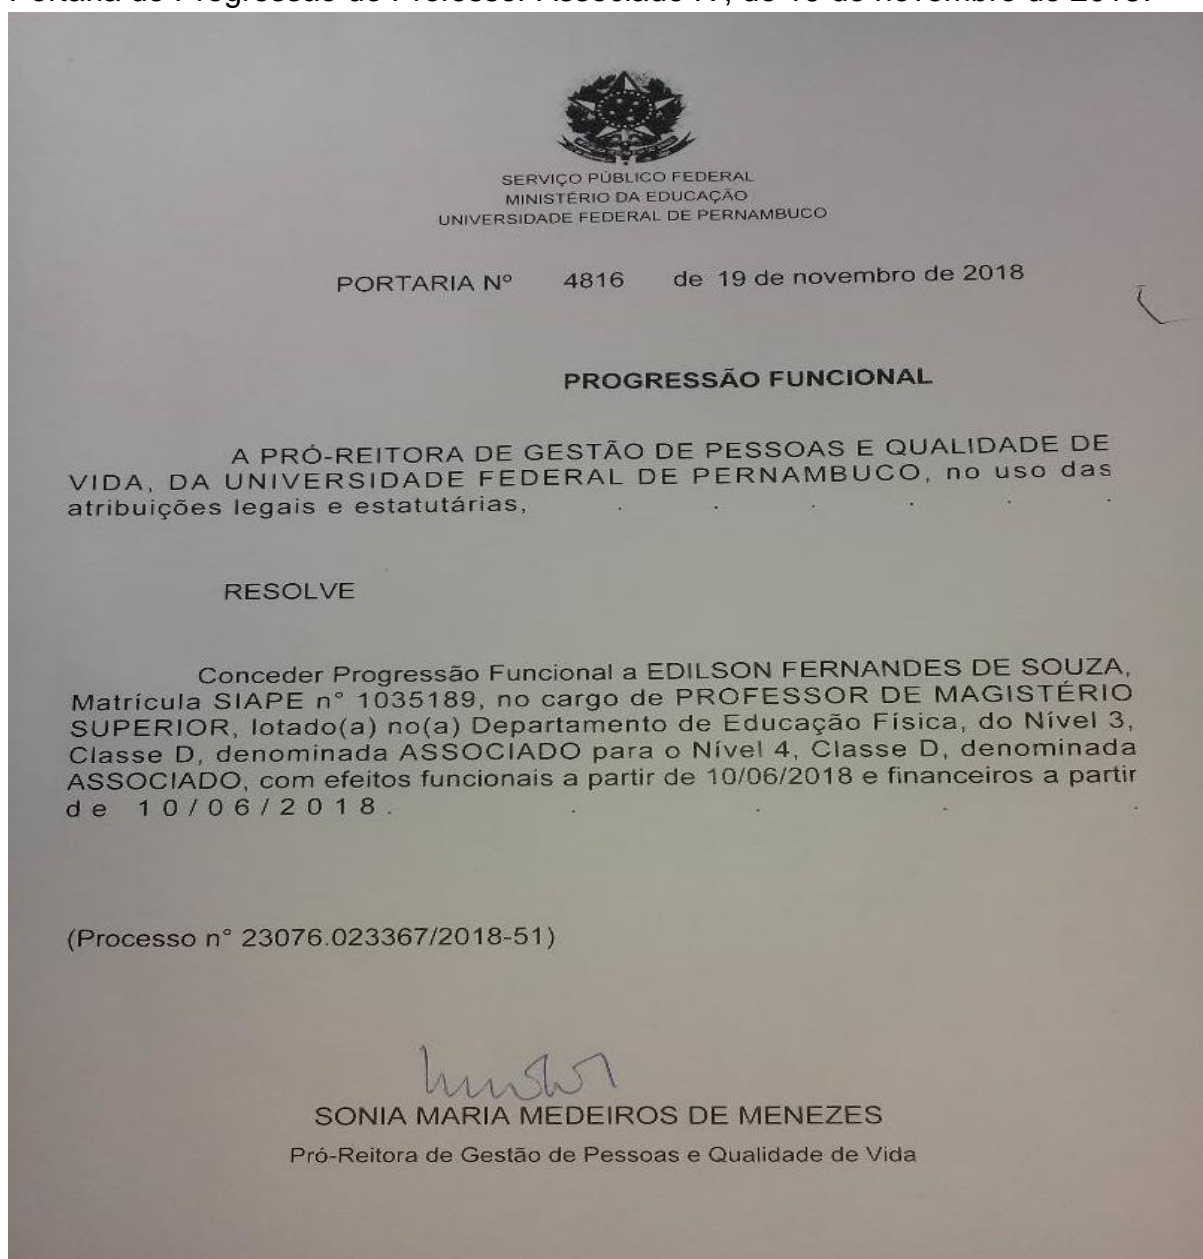 SERVIÇO PÚBLICO FEDERAL
MINISTÉRIO DA EDUCAÇÃO
UNIVERSIDADE FEDERAL DE PERNAMBUCO
PORTARIA Nº 4816 de 19 de novembro de 2018
PROGRESSÃO FUNCIONAL
A PRÓ-REITORA DE GESTÃO DE PESSOAS E QUALIDADE DE
VIDA, DA UNIVERSIDADE FEDERAL DE PERNAMBUCO, no uso das
atribuições legais e estatutárias, . . . . . .
RESOLVE
Conceder Progressão Funcional a EDILSON FERNANDES DE SOUZA,
Matrícula SIAPE n° 1035189, no cargo de PROFESSOR DE MAGISTÉRIO
SUPERIOR, lotado(a) no(a) Departamento de Educação Física, do Nível 3,
Classe D, denominada ASSOCIADO para o Nível 4, Classe D, denominada
ASSOCIADO, com efeitos funcionais a partir de 10/06/2018 e financeiros a partir
de 10/06/2018. . . . .
(Processo n° 23076.023367/2018-51)
SONIA MARIA MEDEIROS DE MENEZES
Pró-Reitora de Gestão de Pessoas e Qualidade de Vida